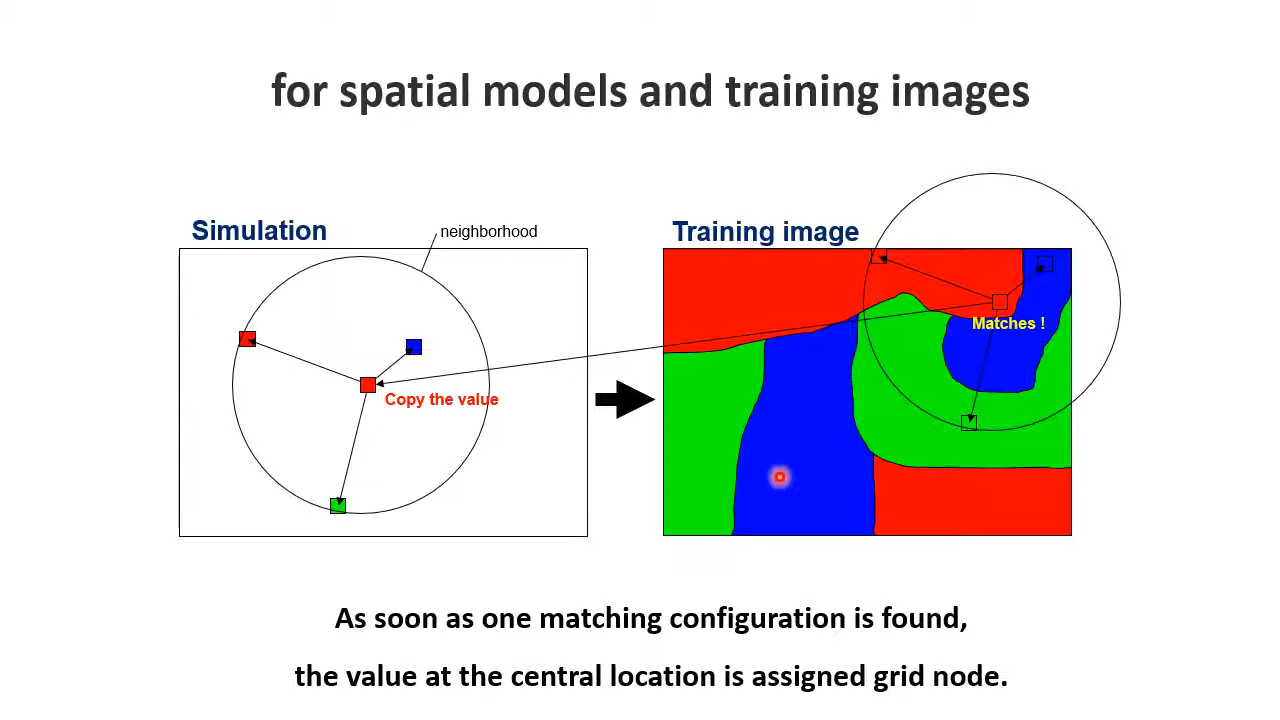 for spatial models and training images
Simulation
neighborhood
Training image
Matches !
Copy the value
As soon as one matching configuration is found,
the value at the central location is assigned grid node.